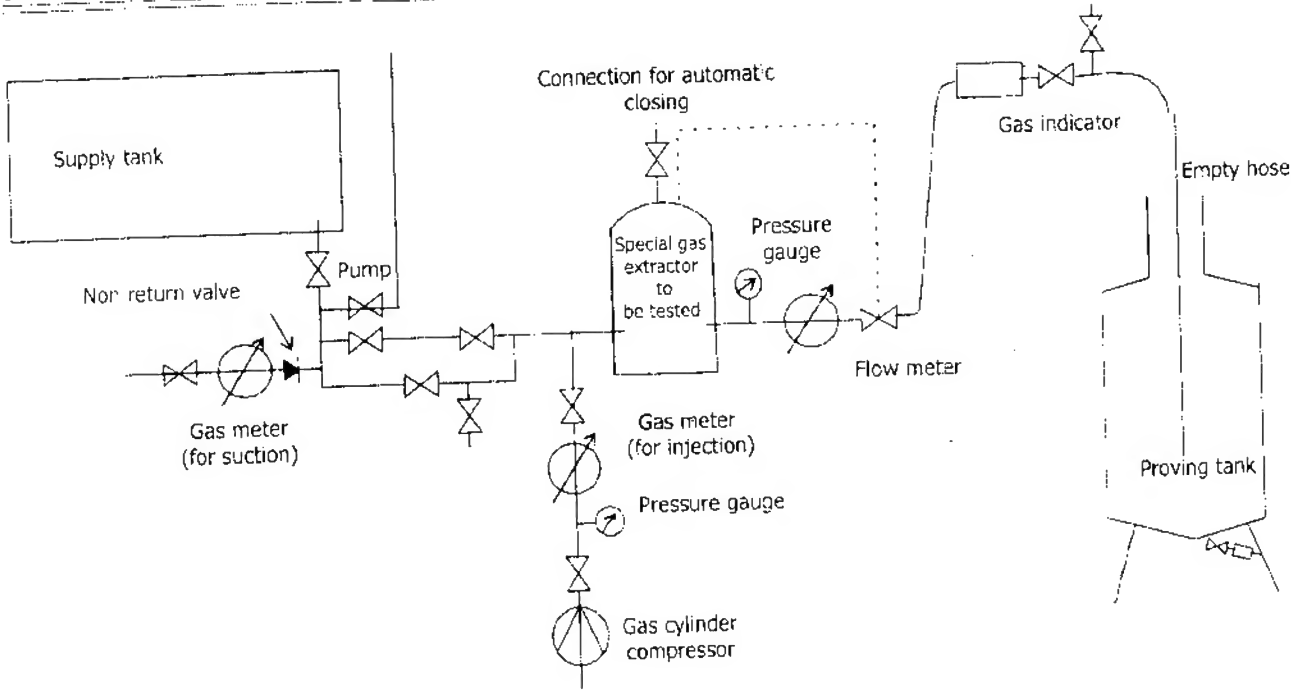 Connection for automatic
closing
Gas indicator
Supply tank
Empty hose
Pressure
gauge
Special gas
extractor
to
be tested
Pump
Non return valve
Flow meter
Gas meter
(for suction)
Gas meter
(for injection)
Proving tank
Pressure gauge
Gas cylinder
compressor